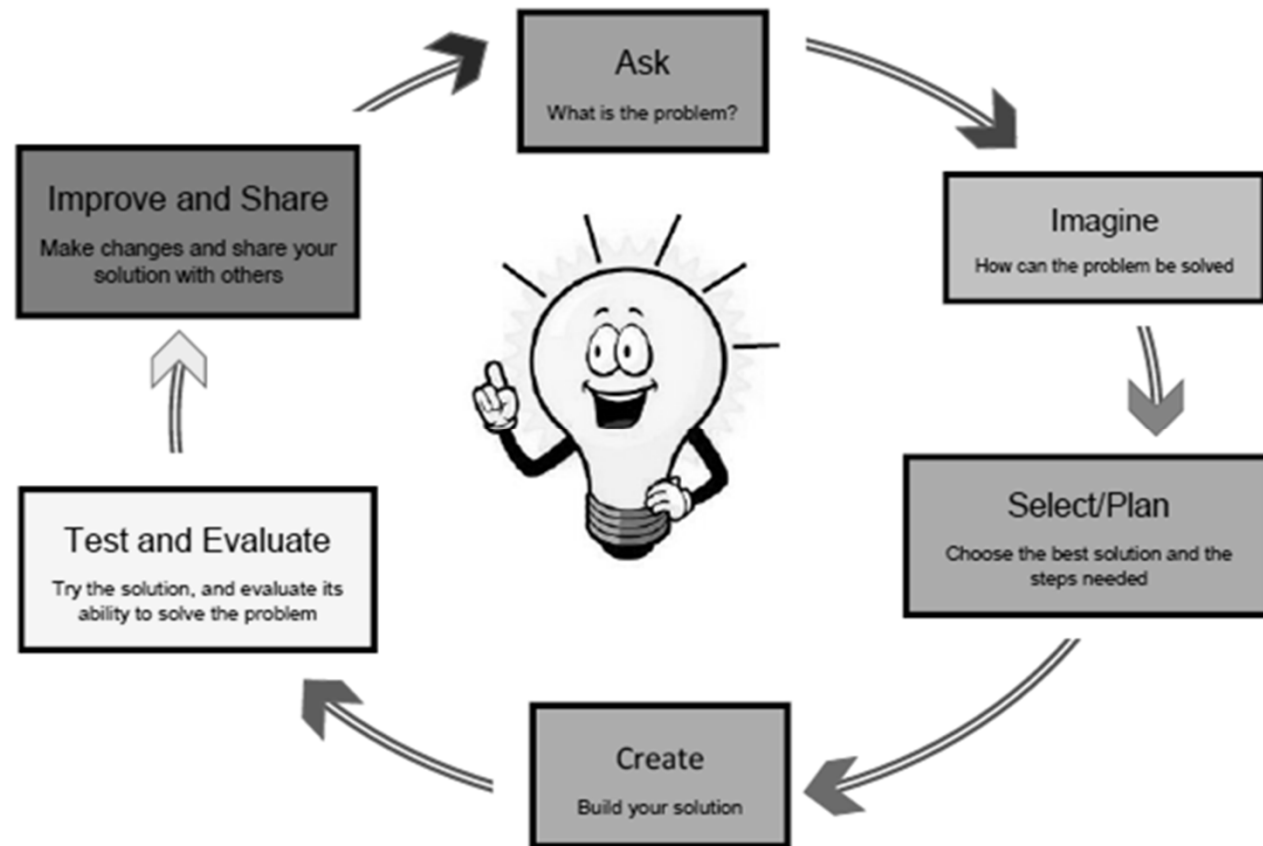 Ask
What is the problem?
Imagine
How can the problem be solved
Select/Plan
Choose the best solution and the
steps needed
Create
Build your solution
Test and Evaluate
Try the solution, and evaluate its
ability to solve the problem
Improve and Share
Make changes and share your
solution with others